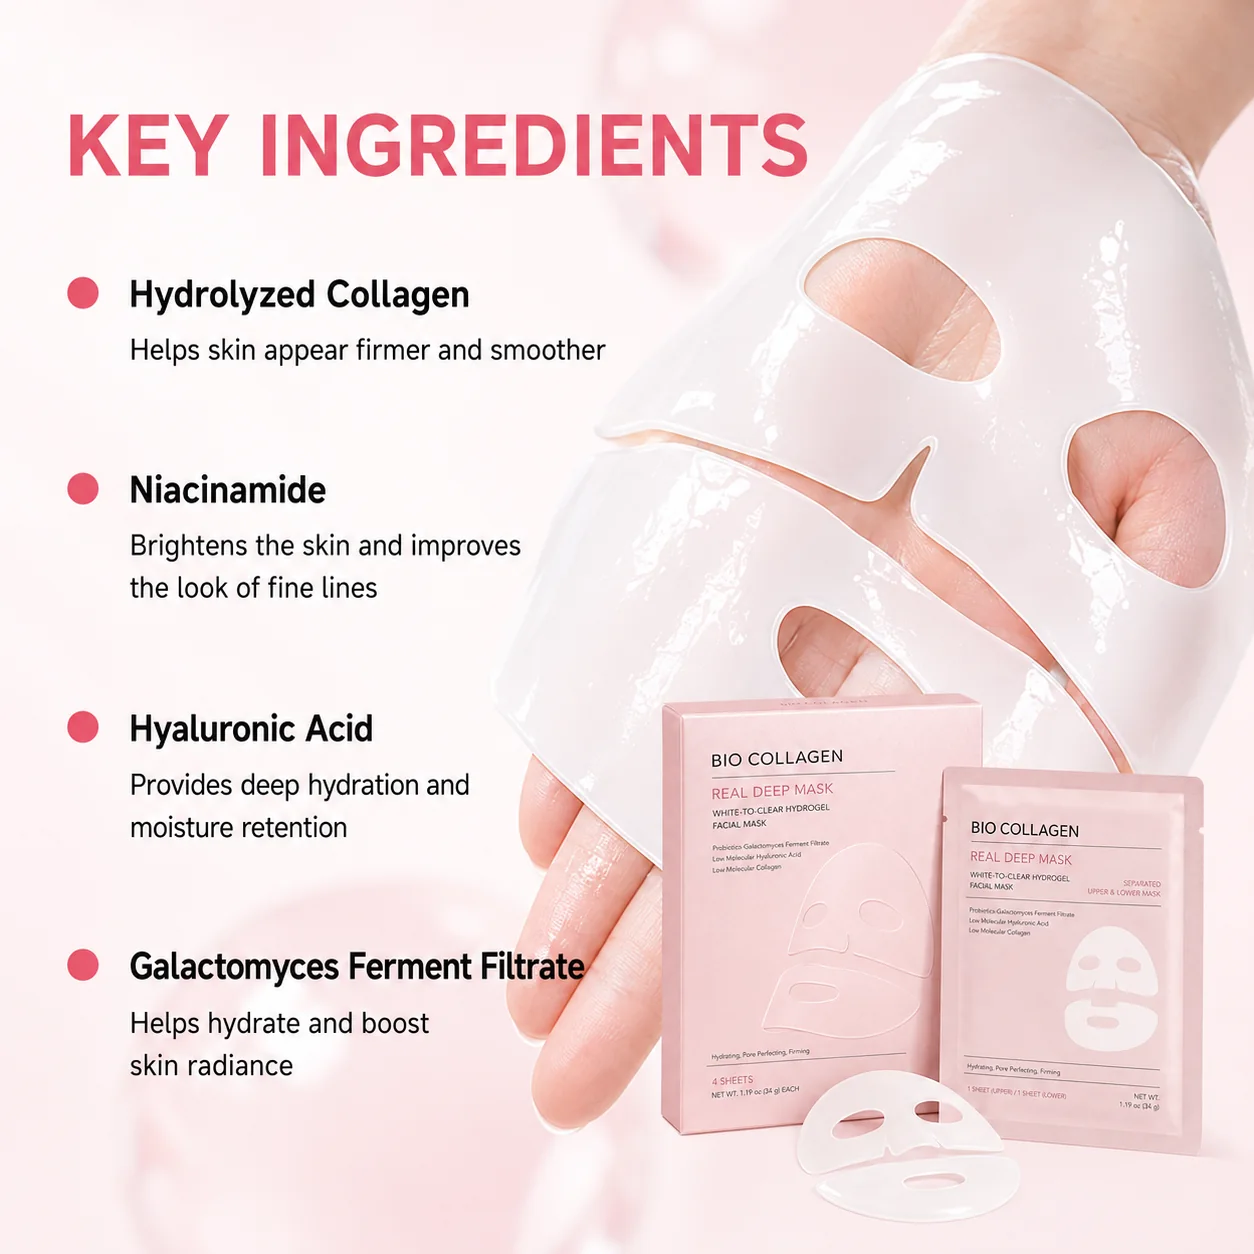 KEY INGREDIENTS
Hydrolyzed Collagen
Helps skin appear firmer and smoother
Niacinamide
Brightens the skin and improves
the look of fine lines
Hyaluronic Acid
Provides deep hydration and
moisture retention
Galactomyces Ferment Filtrate
Helps hydrate and boost
skin radiance
BIO COLLAGEN
REAL DEEP MASK
WHITE-TO-CLEAR HYDROGEL
FACIAL MASK
Probiotics Galactomyces Ferment Filtrate
Low Molecular Hyaluronic Acid
Low Molecular Collagen
Hydrating, Pore Perfecting, Firming
4 SHEETS
NET WT. 1.19 oz (34 g) EACH
BIO COLLAGEN
REAL DEEP MASK
WHITE-TO-CLEAR HYDROGEL
FACIAL MASK
SEPARATED
UPPER & LOWER MASK
Probiotics Galactomyces Ferment Filtrate
Low Molecular Hyaluronic Acid
Low Molecular Collagen
Hydrating, Pore Perfecting, Firming
1 SHEET (UPPER) / 1 SHEET (LOWER)
NET WT.
1.19 oz (34 g)